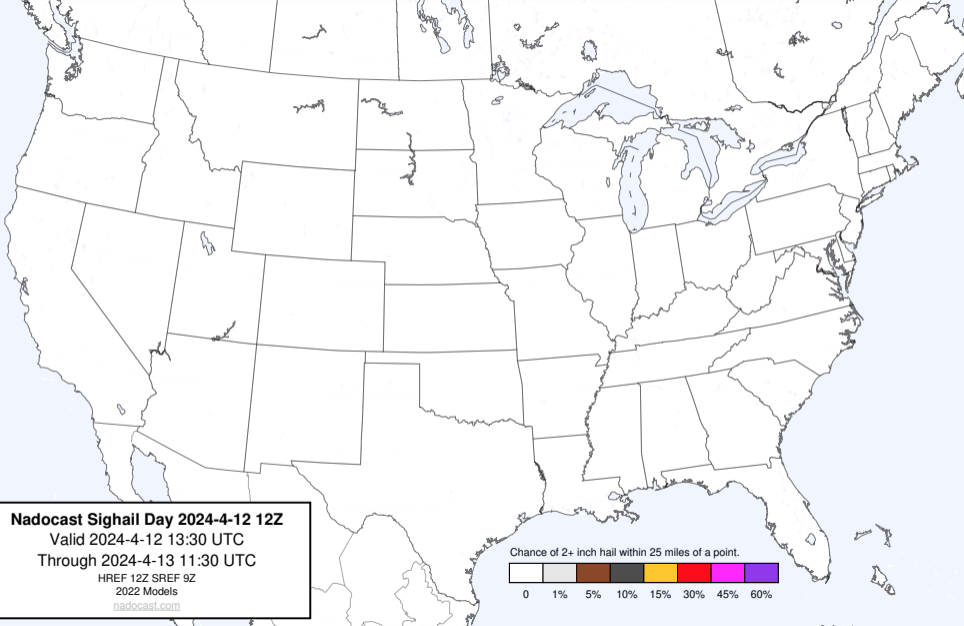 Nadocast Sighail Day 2024-4-12 12Z
Valid 2024-4-12 13:30 UTC
Through 2024-4-13 11:30 UTC
HREF 12Z SREF 9Z
2022 Models
nadocast.com
Chance of 2+ inch hail within 25 miles of a point.
0 1% 5% 10% 15% 30% 45% 60%